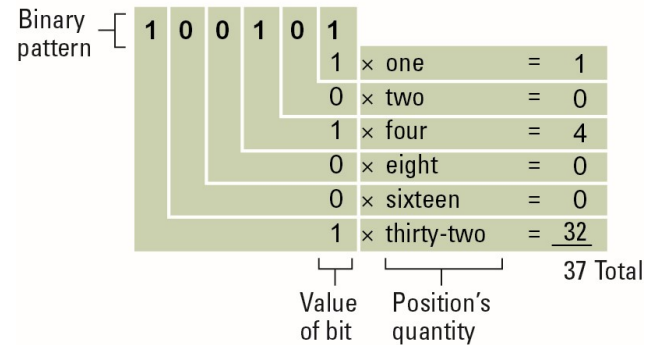 Binary pattern 1 0 0 1 0 1
1 × one = 1
0 × two = 0
1 × four = 4
0 × eight = 0
0 × sixteen = 0
1 × thirty-two = 32
37 Total
Value of bit
Position's quantity